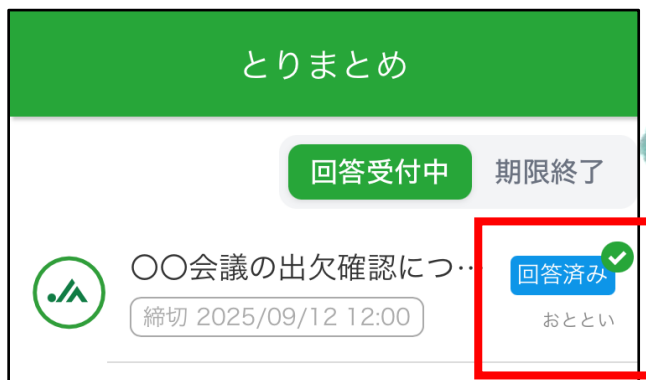 とりまとめ
回答受付中 期限終了
〇〇会議の出欠確認につ… 回答済み
締切 2025/09/12 12:00 おととい